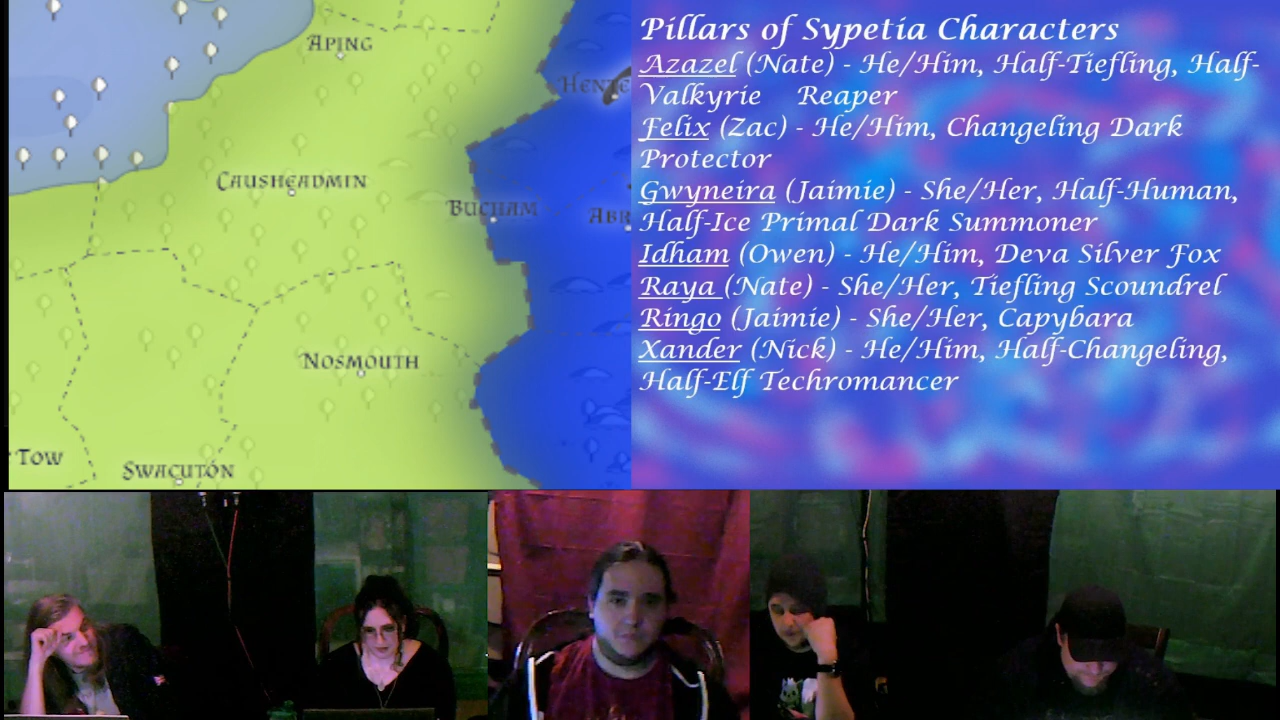 APING
HENTE
CAUSHEADMIN
BUCHAM
ABR
NOSMOUTH
TOW
SWACUTÓN
Pillars of Sypetia Characters
Azazel (Nate) - He/Him, Half-Tiefling, Half-
Valkyrie Reaper
Felix (Zac) - He/Him, Changeling Dark
Protector
Gwyneira (Jaimie) - She/Her, Half-Human,
Half-Ice Primal Dark Summoner
Idham (Owen) - He/Him, Deva Silver Fox
Raya (Nate) - She/Her, Tiefling Scoundrel
Ringo (Jaimie) - She/Her, Capybara
Xander (Nick) - He/Him, Half-Changeling,
Half-Elf Techromancer